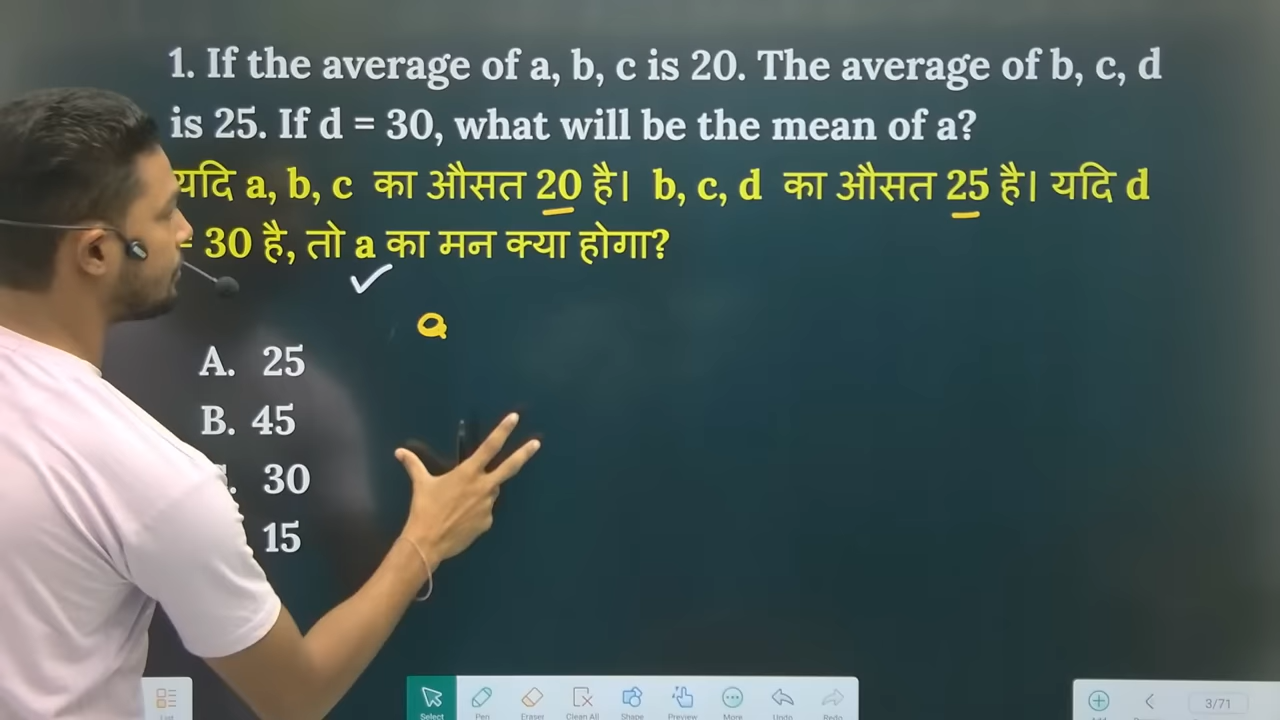 1. If the average of a, b, c is 20. The average of b, c, d
is 25. If d = 30, what will be the mean of a?
यदि a, b, c का औसत 20 है। b, c, d का औसत 25 है। यदि d
= 30 है, तो a का मन क्या होगा?
a
A. 25
B. 45
30
15
Select Pen Eraser Clean All Shape Preview More Undo Redo
3/71